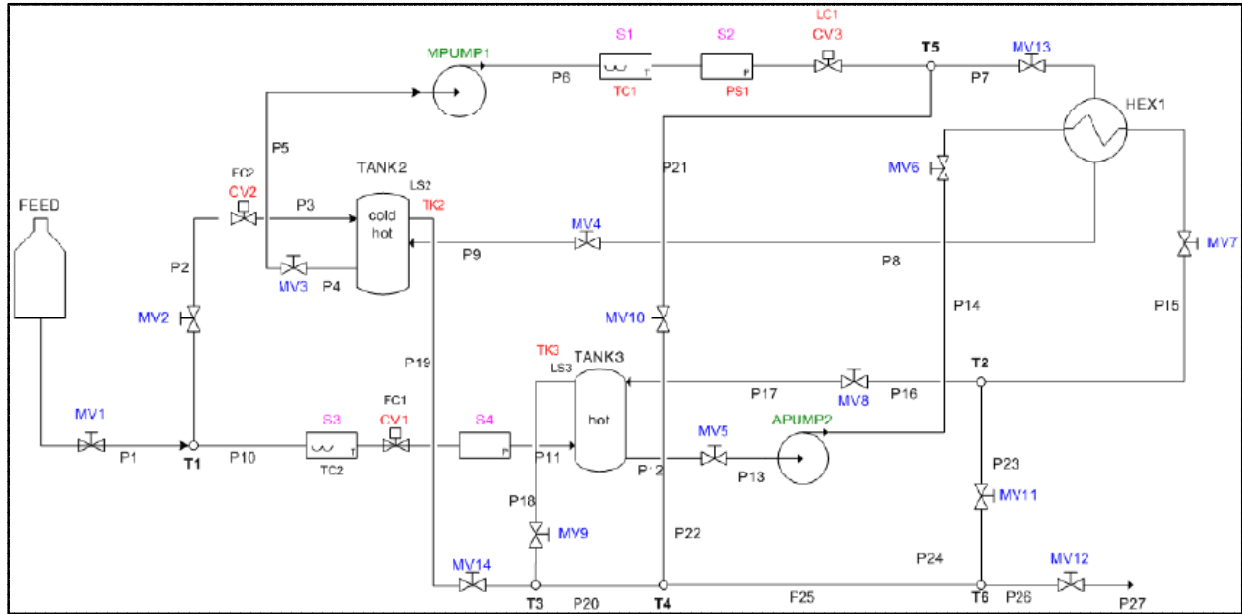 LC1
S1
S2
CV3
T5
MV13
MPUMP1
P6
T
P
P7
TC1
PS1
HEX1
P5
TANK2
P21
MV6
FC2
CV2
LS2
TK2
FEED
P3
cold
hot
MV4
MV7
P9
P8
P2
MV3
P4
P14
P15
MV2
MV10
P19
TK3
TANK3
LS3
T2
P17
P16
MV8
MV1
S3
FC1
CV1
S4
hot
MV5
APUMP2
T
P
P1
T1
P10
TC2
P11
P12
P13
P23
P18
MV11
MV9
P22
P24
MV14
MV12
T3
P20
T4
P25
T6
P26
P27